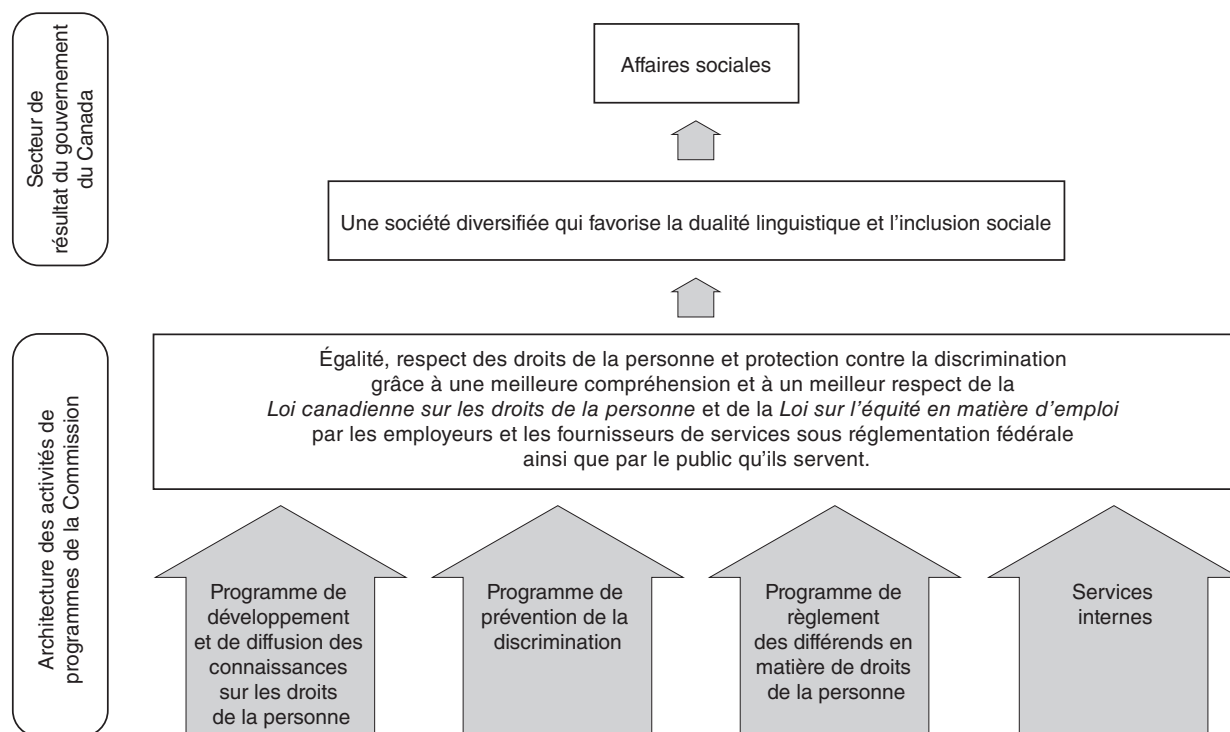 Secteur de
résultat du gouvernement
du Canada
Affaires sociales
Une société diversifiée qui favorise la dualité linguistique et l'inclusion sociale
Architecture des activités de
programmes de la Commission
Égalité, respect des droits de la personne et protection contre la discrimination
grâce à une meilleure compréhension et à un meilleur respect de la
Loi canadienne sur les droits de la personne et de la Loi sur l'équité en matière d'emploi
par les employeurs et les fournisseurs de services sous réglementation fédérale
ainsi que par le public qu'ils servent.
Programme de
développement
et de diffusion des
connaissances
sur les droits
de la personne
Programme de
prévention de la
discrimination
Programme de
règlement
des différends en
matière de droits
de la personne
Services
internes